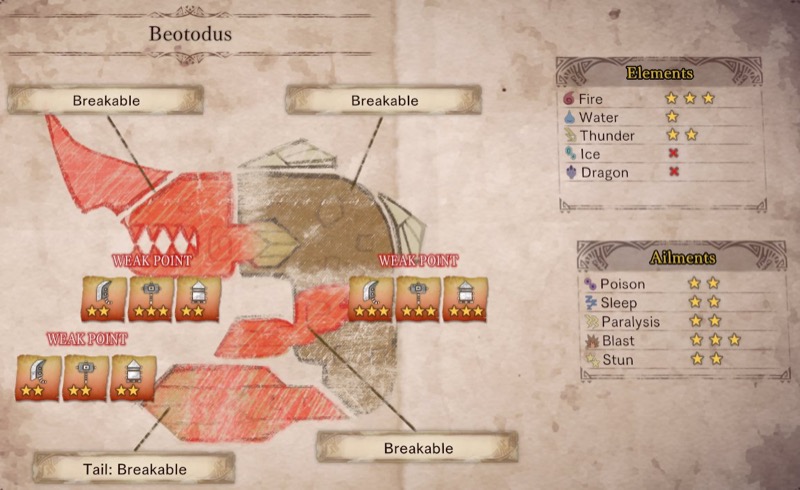 Beotodus
Breakable
Breakable
WEAK POINT
WEAK POINT
WEAK POINT
Tail: Breakable
Breakable
Elements
Fire
Water
Thunder
Ice
Dragon
Ailments
Poison
Sleep
Paralysis
Blast
Stun